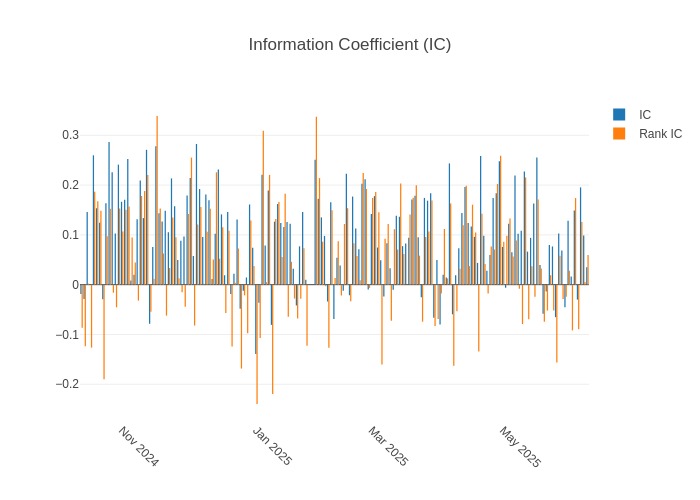 Information Coefficient (IC)
IC
Rank IC
0.3
0.2
0.1
0
−0.1
−0.2
Nov 2024
Jan 2025
Mar 2025
May 2025